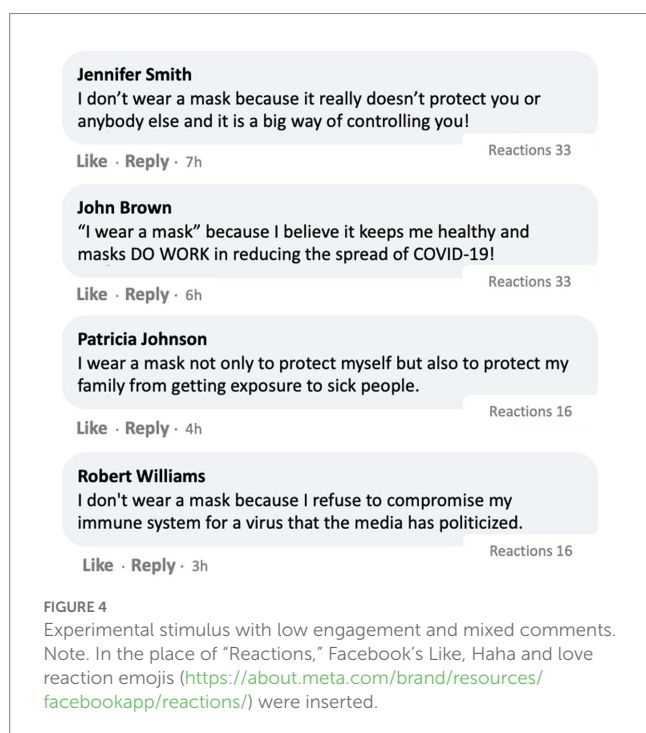 Jennifer Smith
I don’t wear a mask because it really doesn’t protect you or
anybody else and it is a big way of controlling you!
Reactions 33
Like · Reply · 7h
John Brown
“I wear a mask” because I believe it keeps me healthy and
masks DO WORK in reducing the spread of COVID-19!
Reactions 33
Like · Reply · 6h
Patricia Johnson
I wear a mask not only to protect myself but also to protect my
family from getting exposure to sick people.
Reactions 16
Like · Reply · 4h
Robert Williams
I don't wear a mask because I refuse to compromise my
immune system for a virus that the media has politicized.
Reactions 16
Like · Reply · 3h
FIGURE 4
Experimental stimulus with low engagement and mixed comments.
Note. In the place of “Reactions,” Facebook’s Like, Haha and love
reaction emojis (https://about.meta.com/brand/resources/
facebookapp/reactions/) were inserted.